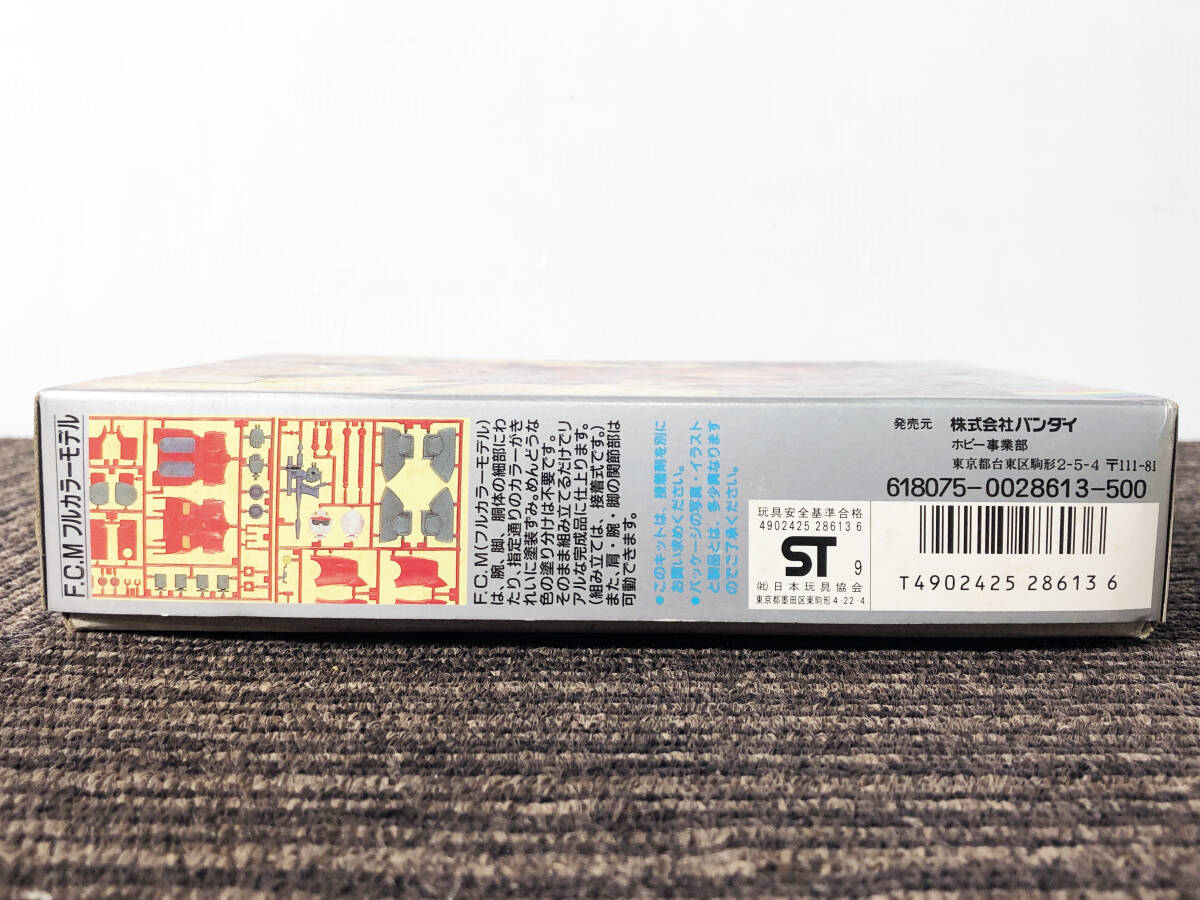 F.C.M フルカラーモデル
F.C.M(フルカラーモデル)
は、腕、脚、胴体の細部にわ
たり、指定通りのカラーがき
れいに塗装ずみ。めんどうな
色の塗り分けは不要です。
そのまま組み立てるだけでリ
アルな完成品に仕上ります。
(組み立ては、接着式です。)
また、肩・腕・脚の関節部は
可動できます。
●このキットは、接着剤を別に
お買い求めください。
●パッケージの写真・イラスト
と製品とは、多少異なります
のでご了承ください。
発売元 株式会社バンダイ
ホビー事業部
東京都台東区駒形2-5-4 〒111-81
618075-0028613-500
玩具安全基準合格
4902425 28613 6
ST 9
(社)日本玩具協会
東京都墨田区東駒形4-22-4
T4902425 28613 6